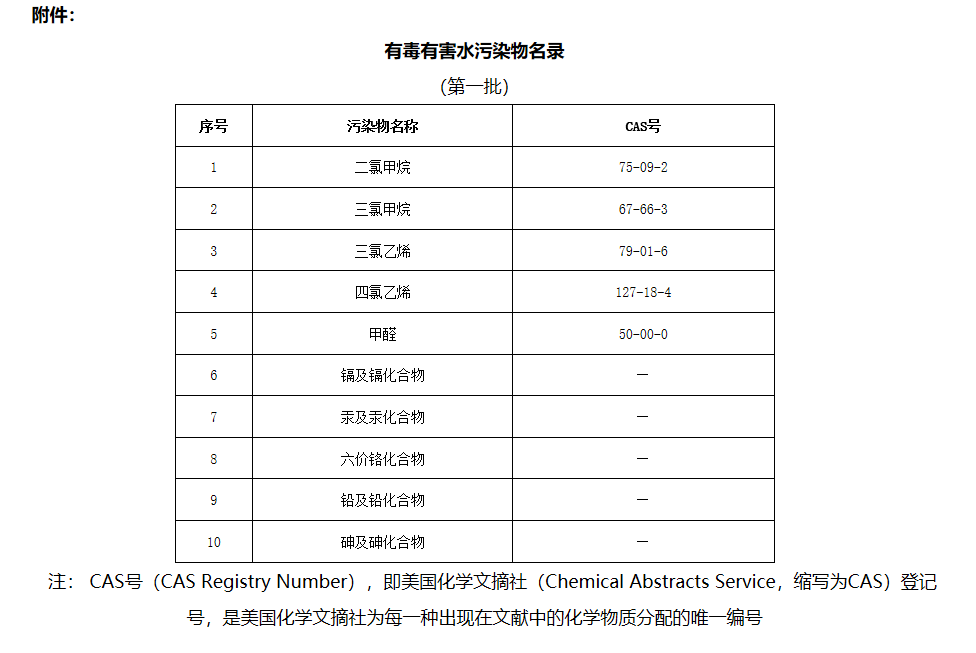 附件：
有毒有害水污染物名录
（第一批）
序号 污染物名称 CAS号
1 二氯甲烷 75-09-2
2 三氯甲烷 67-66-3
3 三氯乙烯 79-01-6
4 四氯乙烯 127-18-4
5 甲醛 50-00-0
6 镉及镉化合物 —
7 汞及汞化合物 —
8 六价铬化合物 —
9 铅及铅化合物 —
10 砷及砷化合物 —
注： CAS号（CAS Registry Number），即美国化学文摘社（Chemical Abstracts Service，缩写为CAS）登记
号，是美国化学文摘社为每一种出现在文献中的化学物质分配的唯一编号